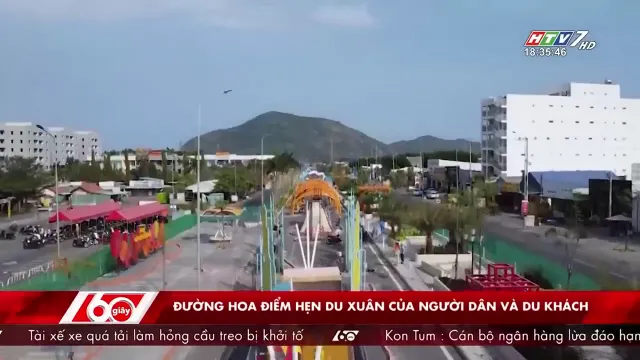 HTV7 HD
18:35:46
60 giây
ĐƯỜNG HOA ĐIỂM HẸN DU XUÂN CỦA NGƯỜI DÂN VÀ DU KHÁCH
Tài xế xe quá tải làm hỏng cầu treo bị khởi tố 60 Kon Tum : Cán bộ ngân hàng lừa đảo hạn